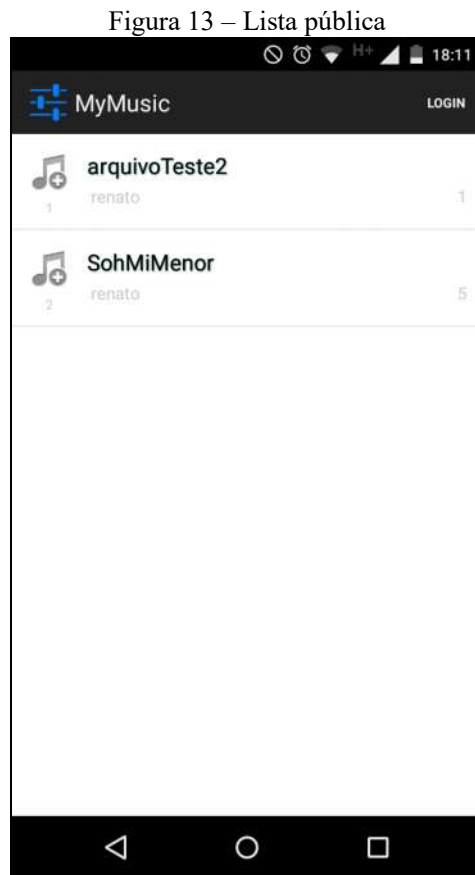 Figura 13 – Lista pública
H+ 18:11
MyMusic LOGIN
arquivoTeste2
renato 1
1
SohMiMenor
renato 5
2